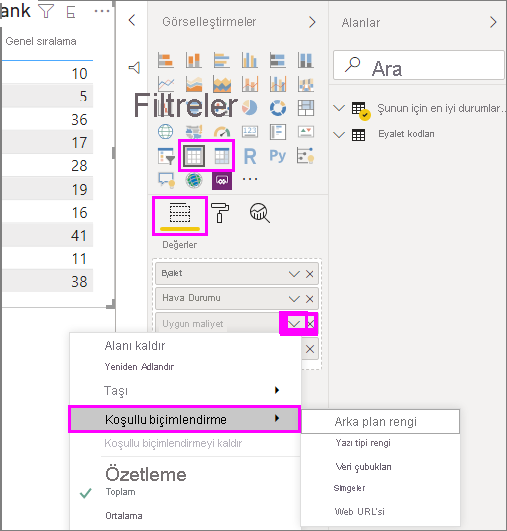 ank
Genel sıralama
10
5
36
17
28
19
16
41
11
38
Görselleştirmeler
Filtreler
R
Py
Değerler
Eyalet
Hava Durumu
Uygun maliyet
Alanlar
Ara
Şunun için en iyi durumlar...
Eyalet kodları
Alanı kaldır
Yeniden Adlandır
Taşı
Koşullu biçimlendirme
Koşullu biçimlendirmeyi kaldır
Özetleme
Toplam
Ortalama
Arka plan rengi
Yazı tipi rengi
Veri çubukları
Simgeler
Web URL'si